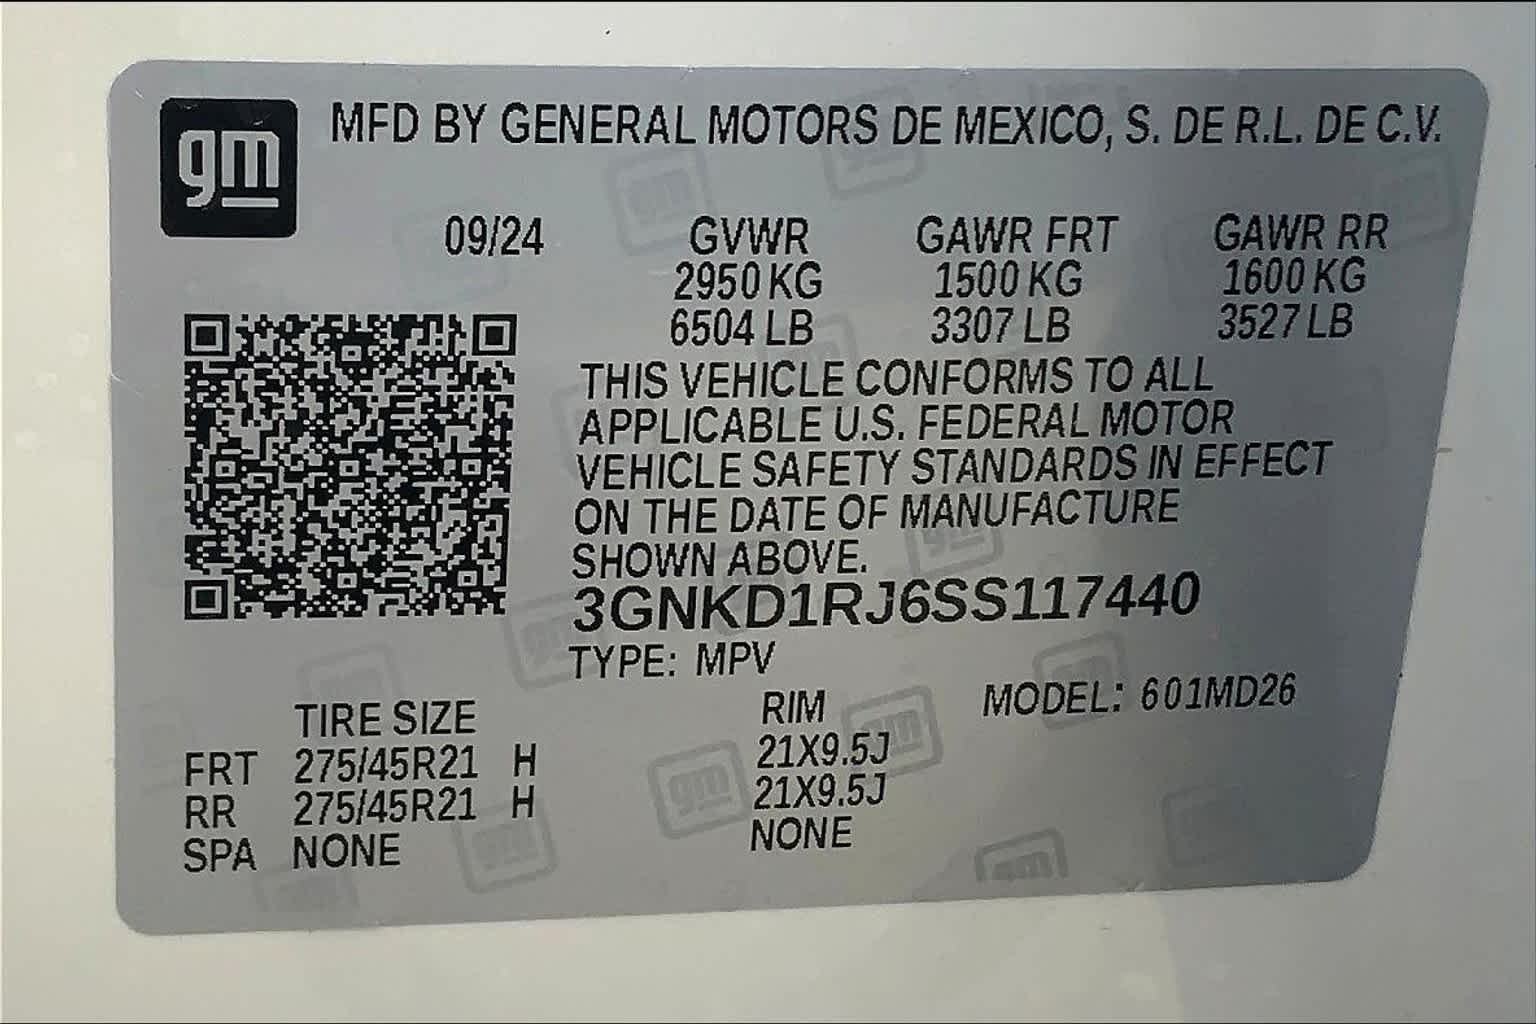 gm MFD BY GENERAL MOTORS DE MEXICO, S. DE R.L. DE C.V.
09/24 GVWR GAWR FRT GAWR RR
2950 KG 1500 KG 1600 KG
6504 LB 3307 LB 3527 LB
THIS VEHICLE CONFORMS TO ALL
APPLICABLE U.S. FEDERAL MOTOR
VEHICLE SAFETY STANDARDS IN EFFECT
ON THE DATE OF MANUFACTURE
SHOWN ABOVE.
3GNKD1RJ6SS117440
TYPE: MPV
TIRE SIZE RIM MODEL: 601MD26
FRT 275/45R21 H 21X9.5J
RR 275/45R21 H 21X9.5J
SPA NONE NONE